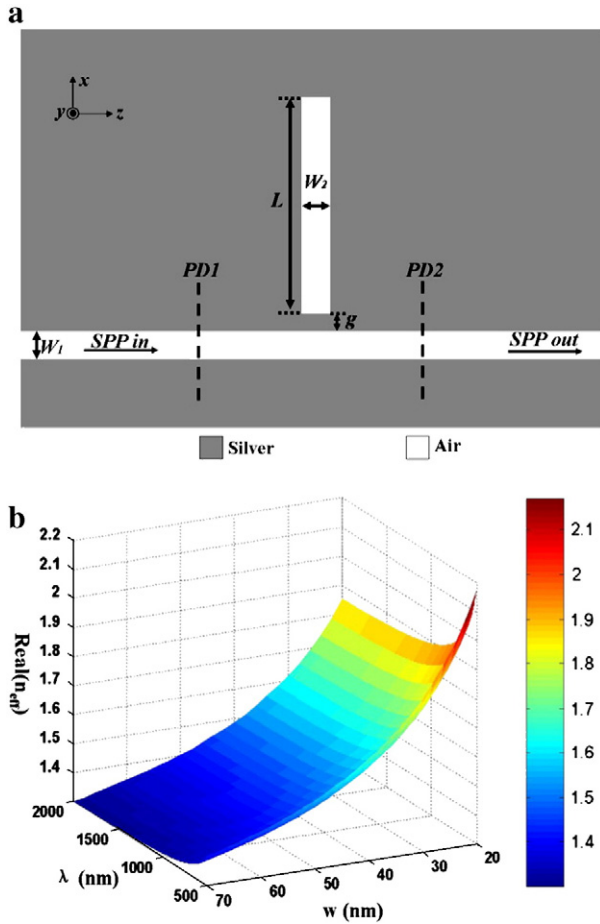 a
x
y
z
L
W₂
PD1
PD2
g
W₁
SPP in
SPP out
Silver
Air
b
2.2
2.1
2
1.9
1.8
1.7
1.6
1.5
1.4
Real(n_eff)
2000
1500
1000
500
λ (nm)
70
60
50
40
30
20
w (nm)
2.1
2
1.9
1.8
1.7
1.6
1.5
1.4